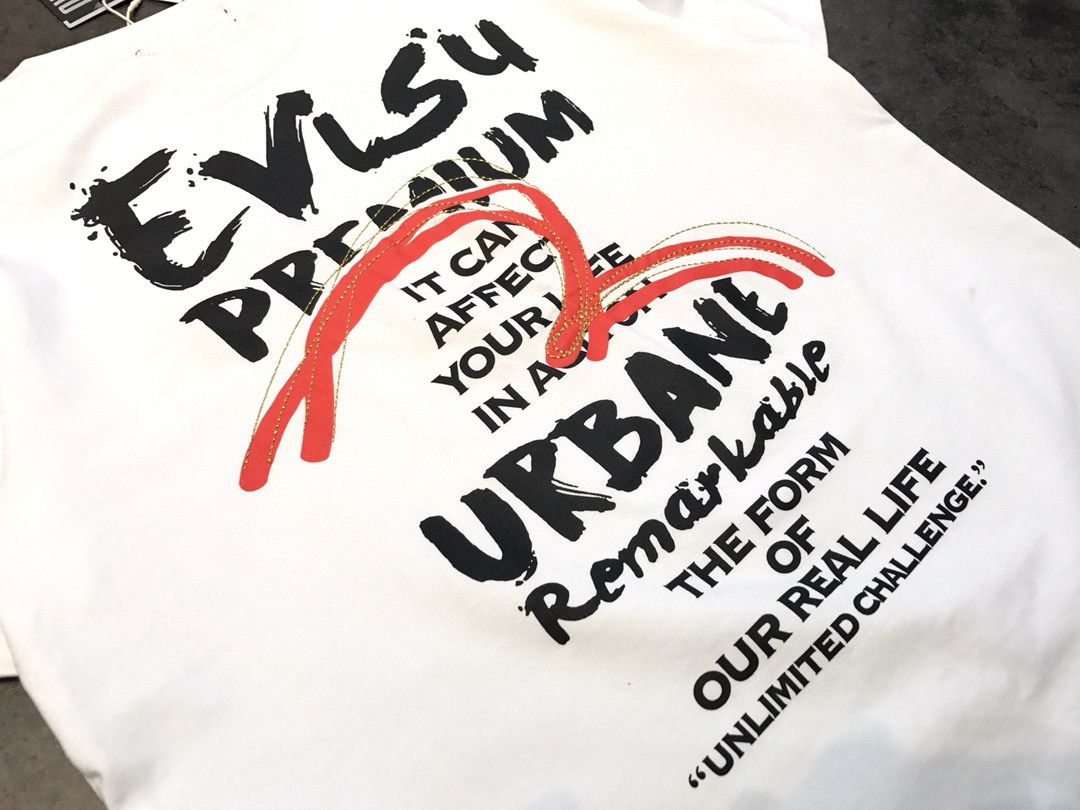 EVISU
PREMIUM
IT CAN
AFFECT
YOUR LIFE
IN A
URBANE
Remarkable
THE FORM
OF
OUR REAL LIFE
“UNLIMITED CHALLENGE.”